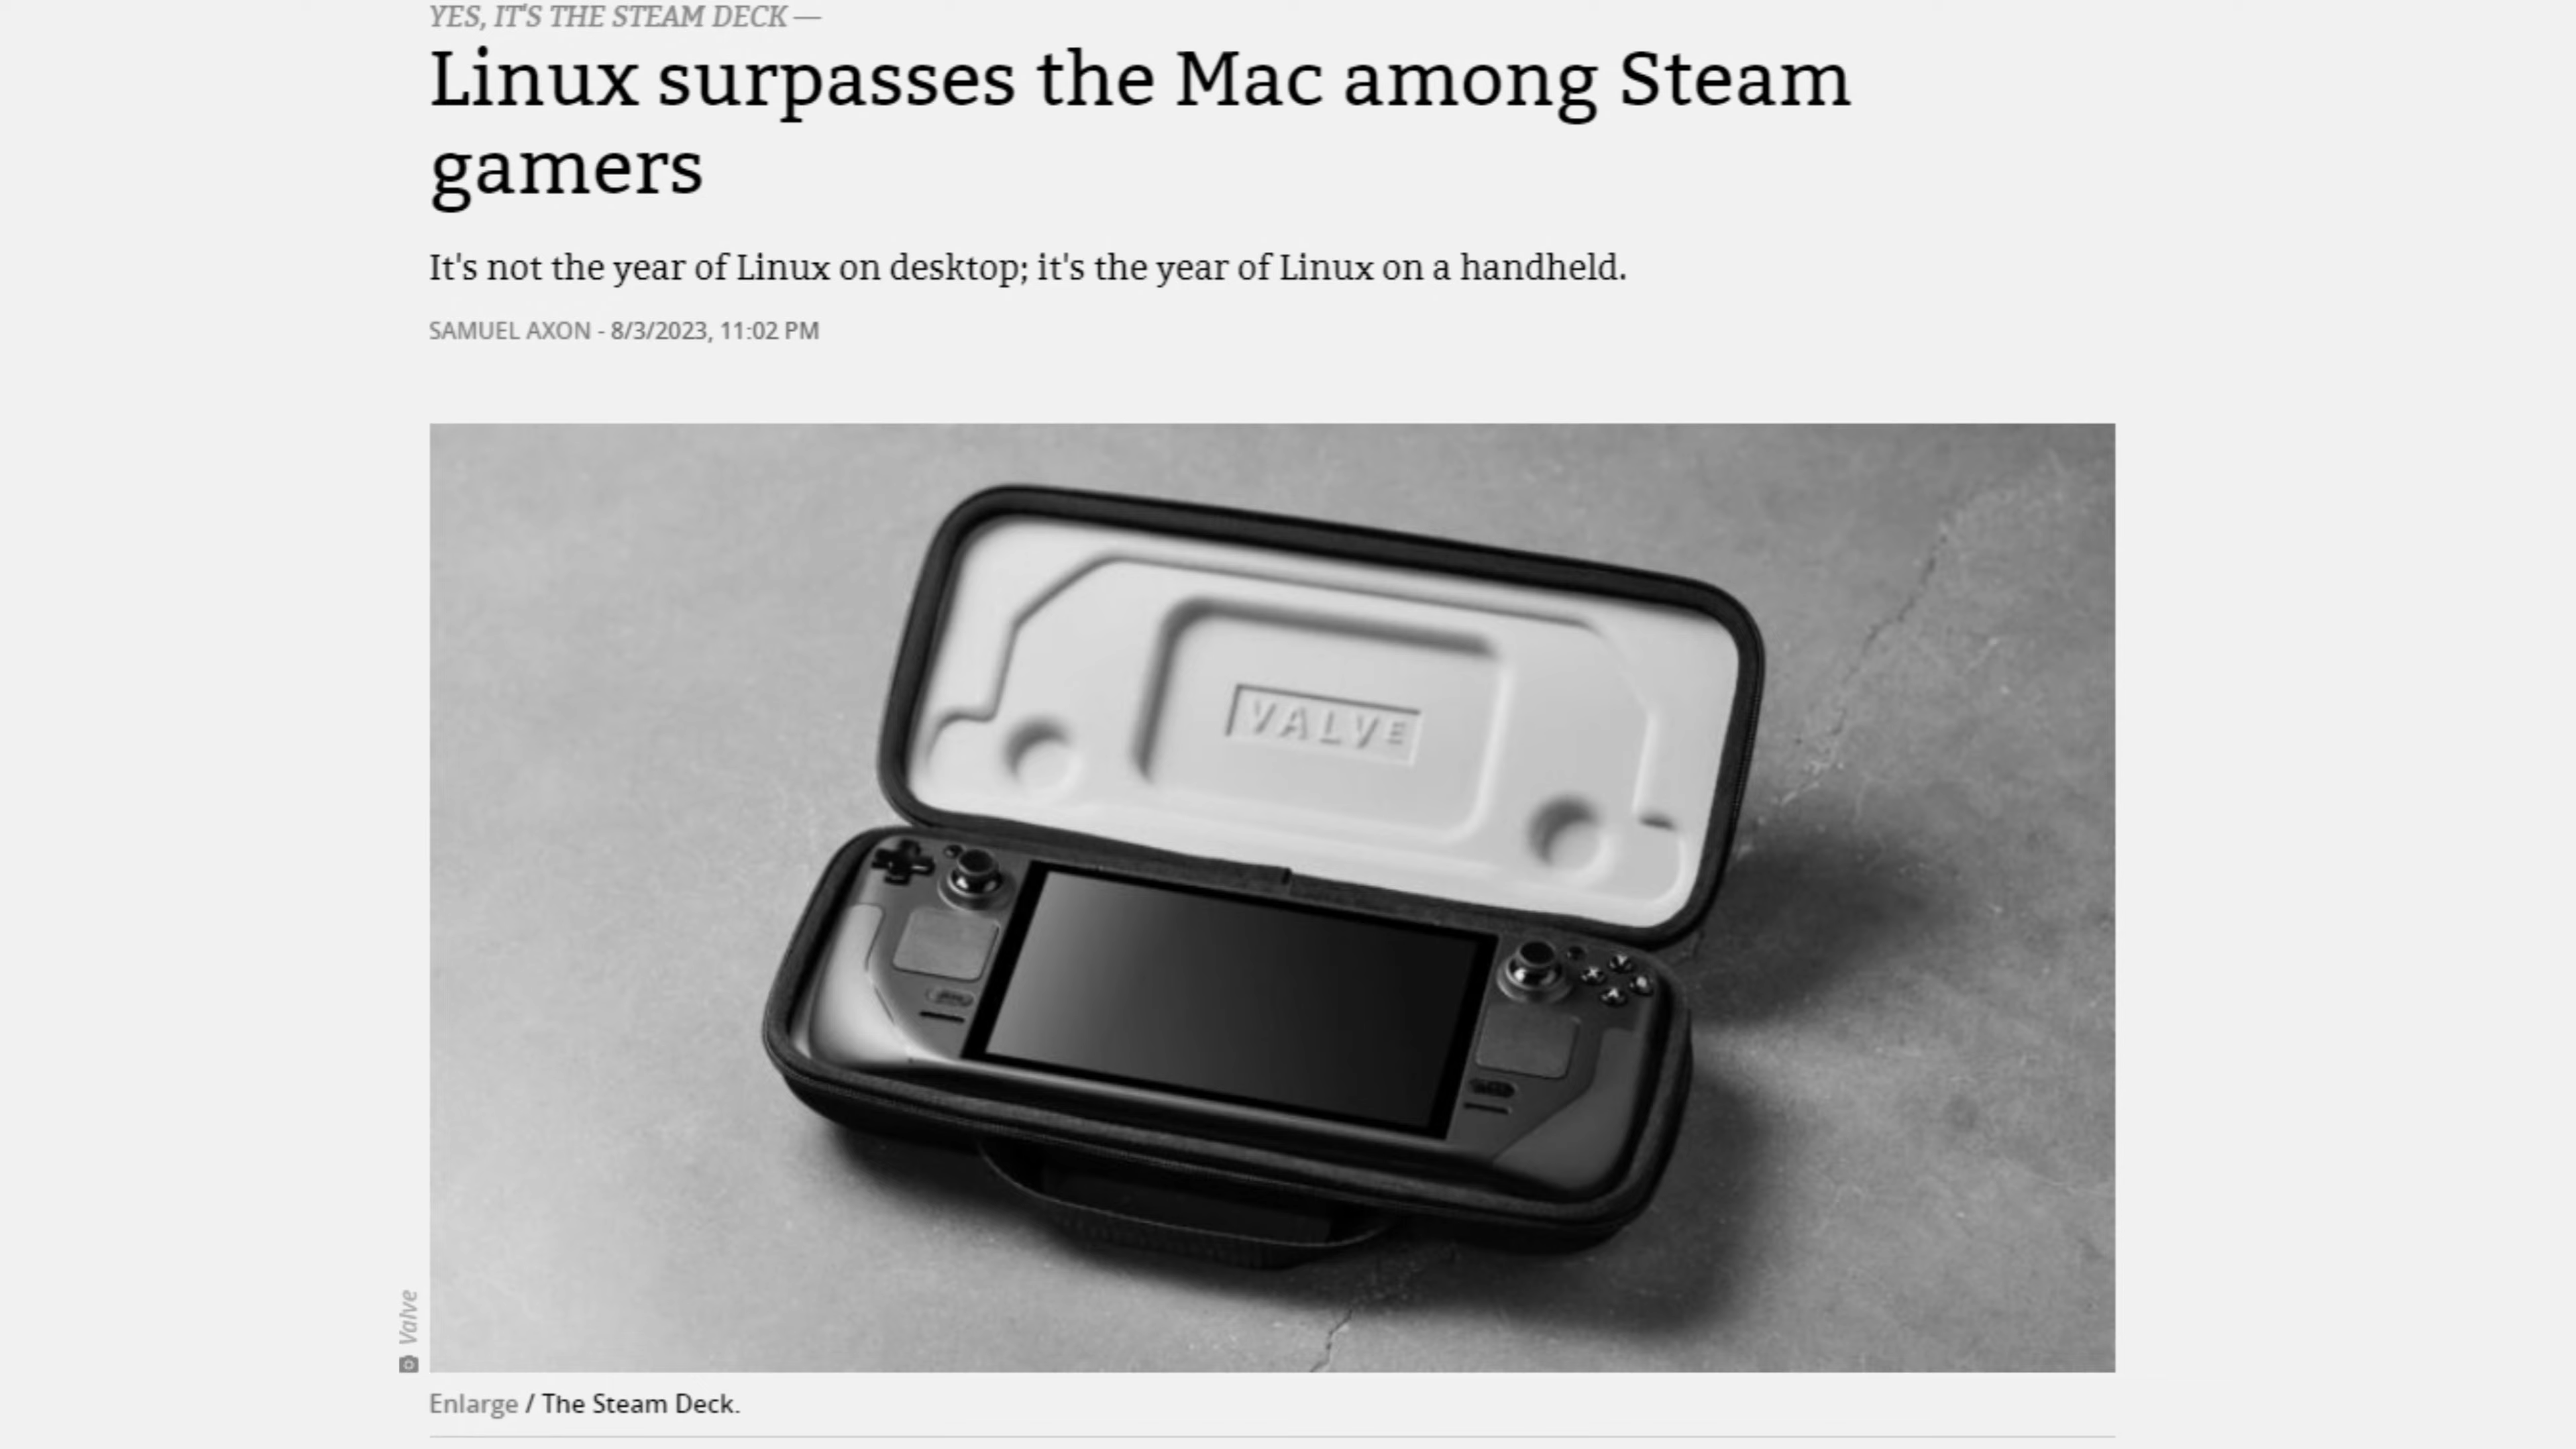 YES, IT'S THE STEAM DECK —
Linux surpasses the Mac among Steam
gamers
It's not the year of Linux on desktop; it's the year of Linux on a handheld.
SAMUEL AXON - 8/3/2023, 11:02 PM
VALVE
Valve
Enlarge / The Steam Deck.